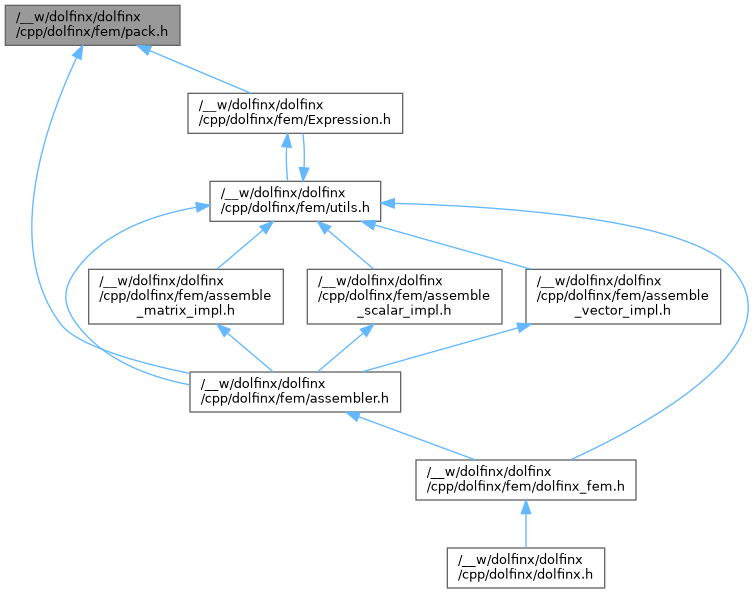 /__w/dolfinx/dolfinx
/cpp/dolfinx/fem/pack.h
/__w/dolfinx/dolfinx
/cpp/dolfinx/fem/Expression.h
/__w/dolfinx/dolfinx
/cpp/dolfinx/fem/utils.h
/__w/dolfinx/dolfinx
/cpp/dolfinx/fem/assemble
_matrix_impl.h
/__w/dolfinx/dolfinx
/cpp/dolfinx/fem/assemble
_scalar_impl.h
/__w/dolfinx/dolfinx
/cpp/dolfinx/fem/assemble
_vector_impl.h
/__w/dolfinx/dolfinx
/cpp/dolfinx/fem/assembler.h
/__w/dolfinx/dolfinx
/cpp/dolfinx/fem/dolfinx_fem.h
/__w/dolfinx/dolfinx
/cpp/dolfinx/dolfinx.h